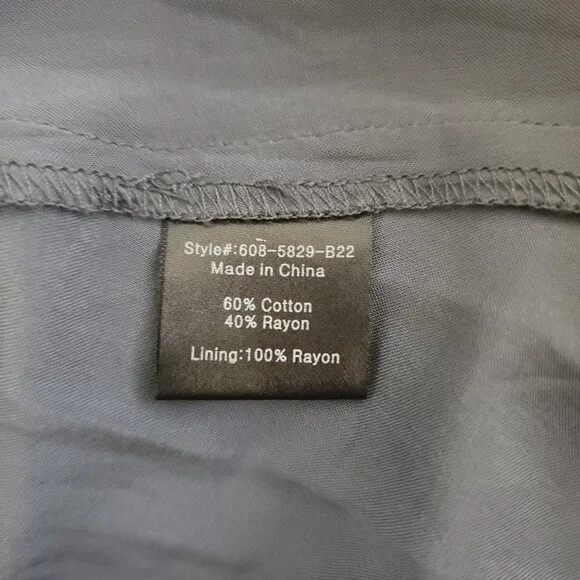 Style#:608-5829-B22
Made in China
60% Cotton
40% Rayon
Lining:100% Rayon